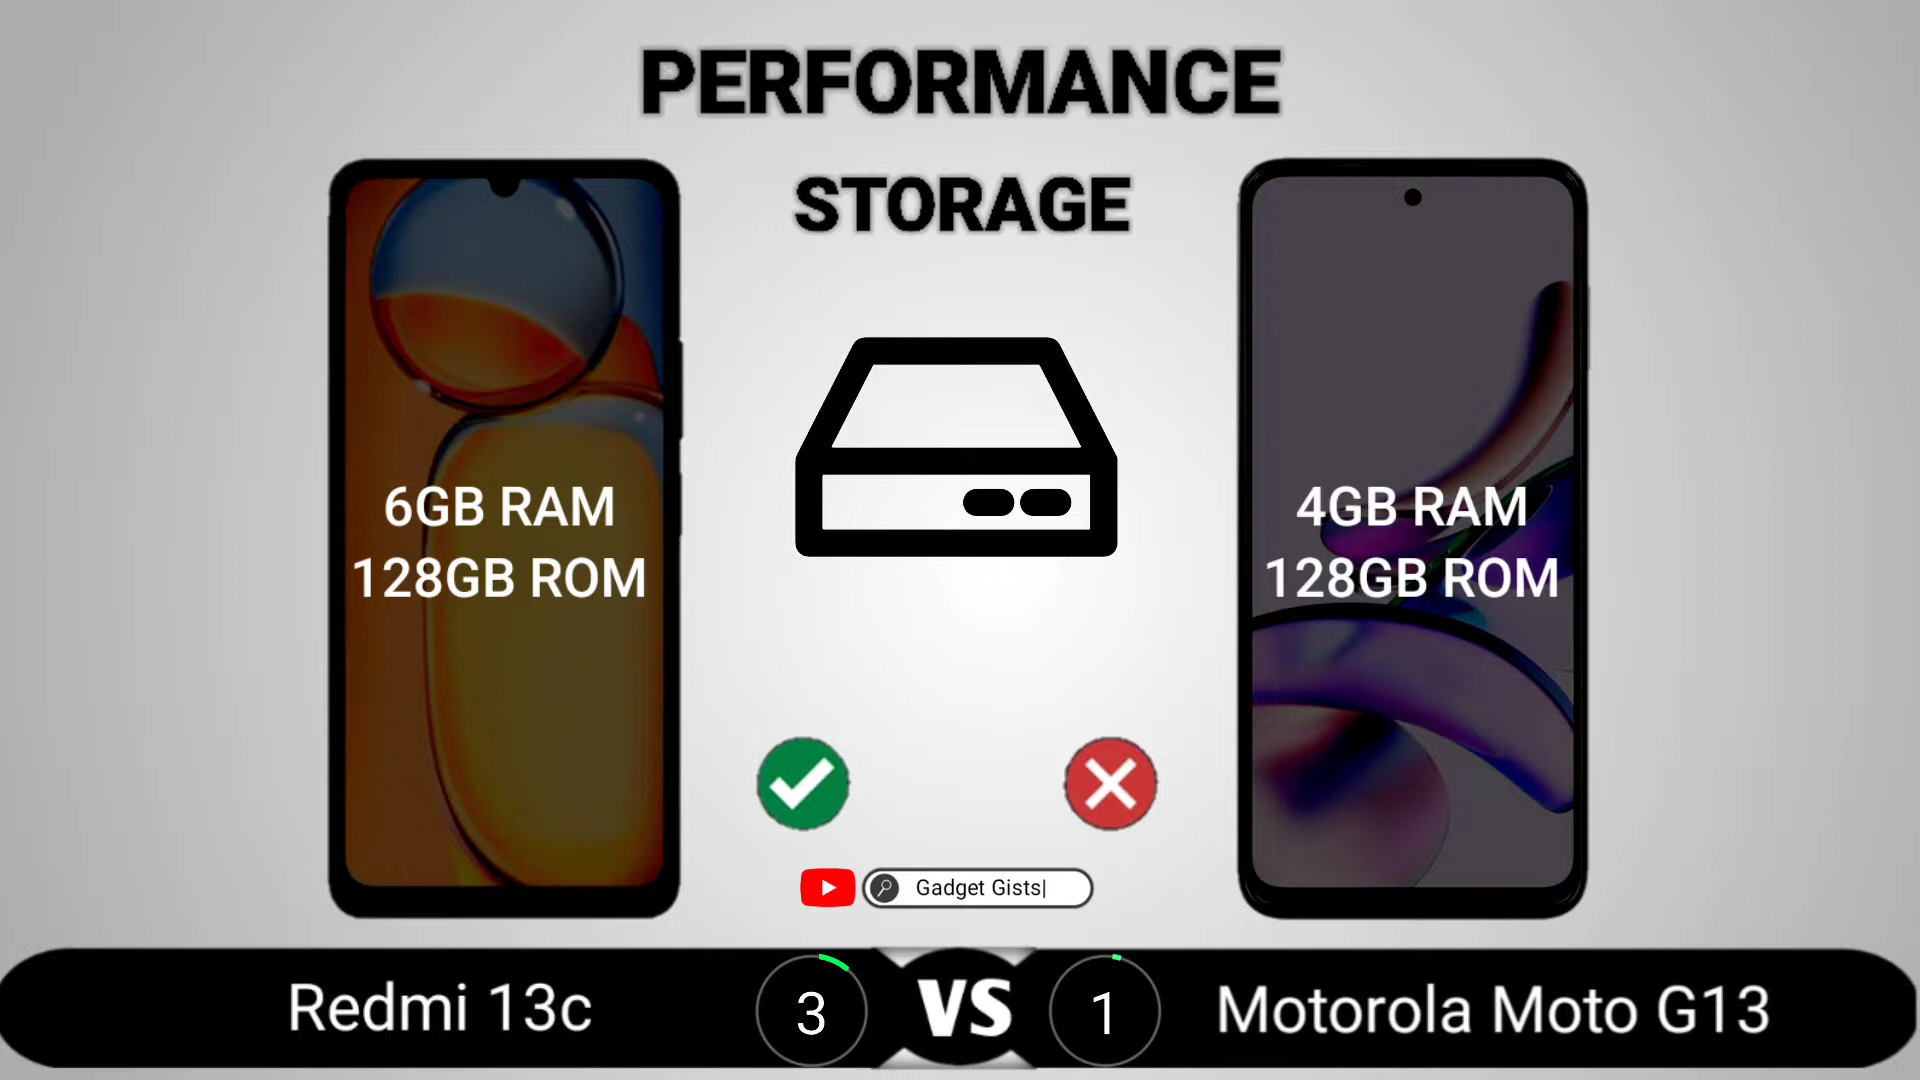 PERFORMANCE
STORAGE
6GB RAM
128GB ROM
4GB RAM
128GB ROM
Gadget Gists|
Redmi 13c
3
VS
1
Motorola Moto G13